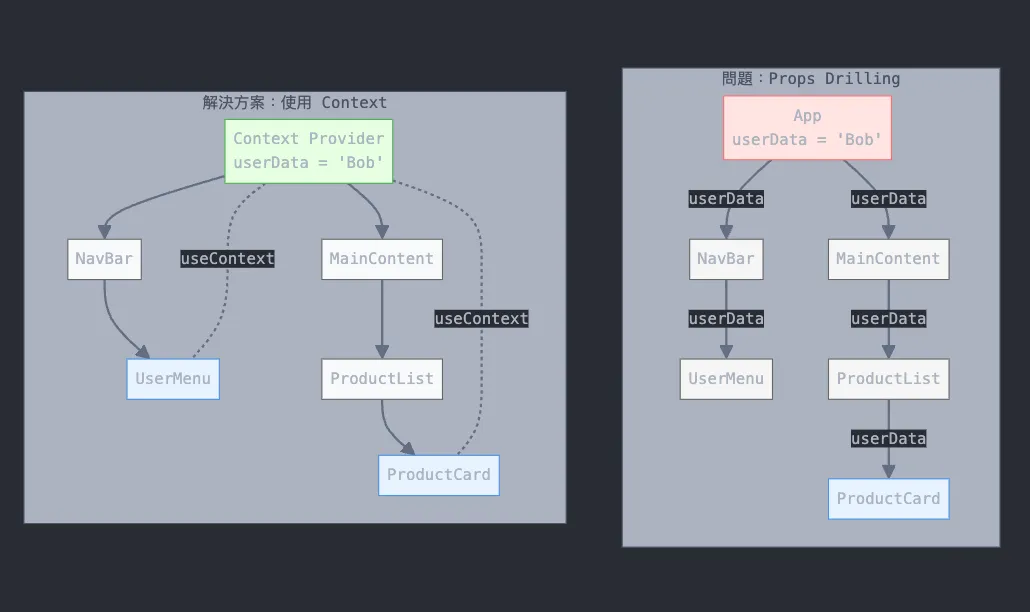 解決方案：使用 Context
Context Provider
userData = 'Bob'
NavBar
useContext
MainContent
useContext
UserMenu
ProductList
ProductCard
問題：Props Drilling
App
userData = 'Bob'
userData
userData
NavBar
MainContent
userData
userData
UserMenu
ProductList
userData
ProductCard